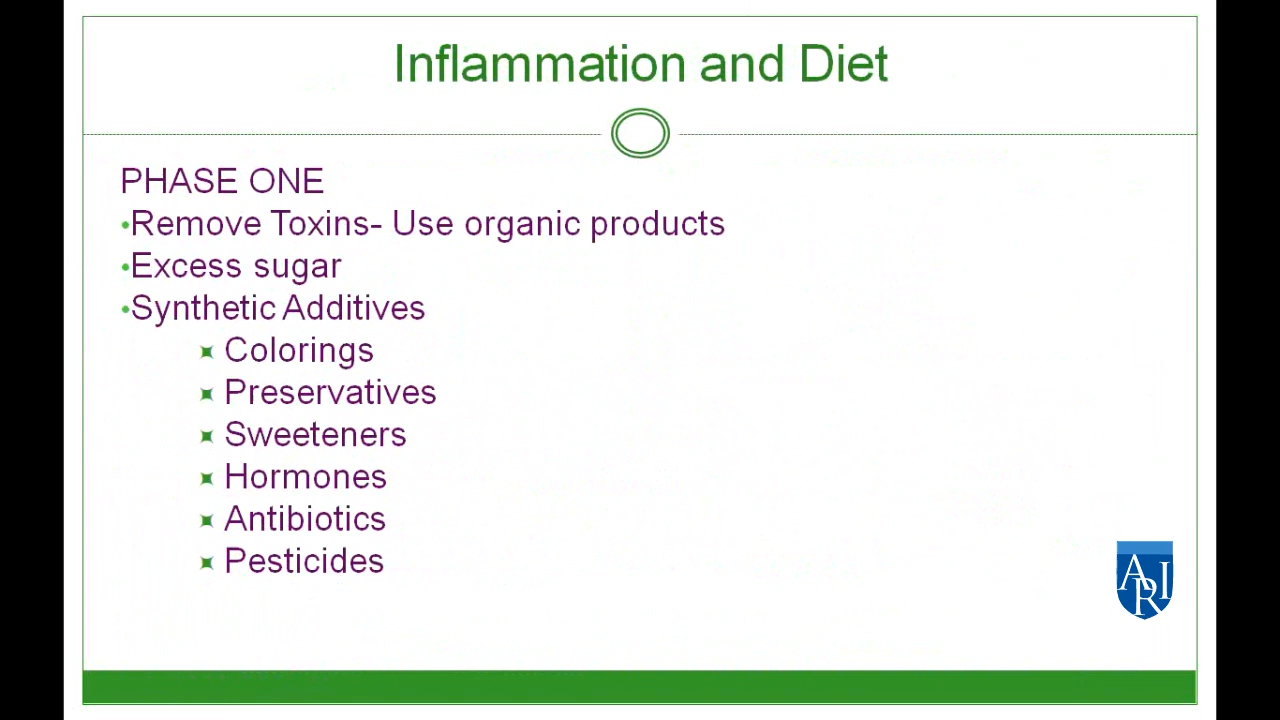 Inflammation and Diet
PHASE ONE
•Remove Toxins- Use organic products
•Excess sugar
•Synthetic Additives
Colorings
Preservatives
Sweeteners
Hormones
Antibiotics
Pesticides
ARI